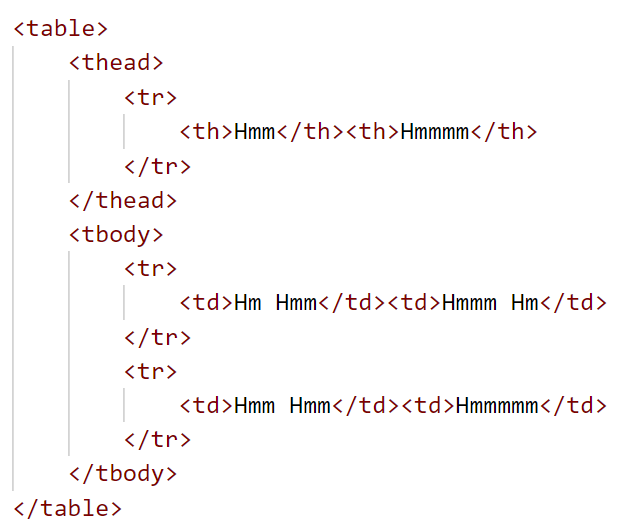 <table>
    <thead>
        <tr>
            <th>Hmm</th><th>Hmmmm</th>
        </tr>
    </thead>
    <tbody>
        <tr>
            <td>Hm Hmm</td><td>Hmmm Hm</td>
        </tr>
        <tr>
            <td>Hmm Hmm</td><td>Hmmmmm</td>
        </tr>
    </tbody>
</table>